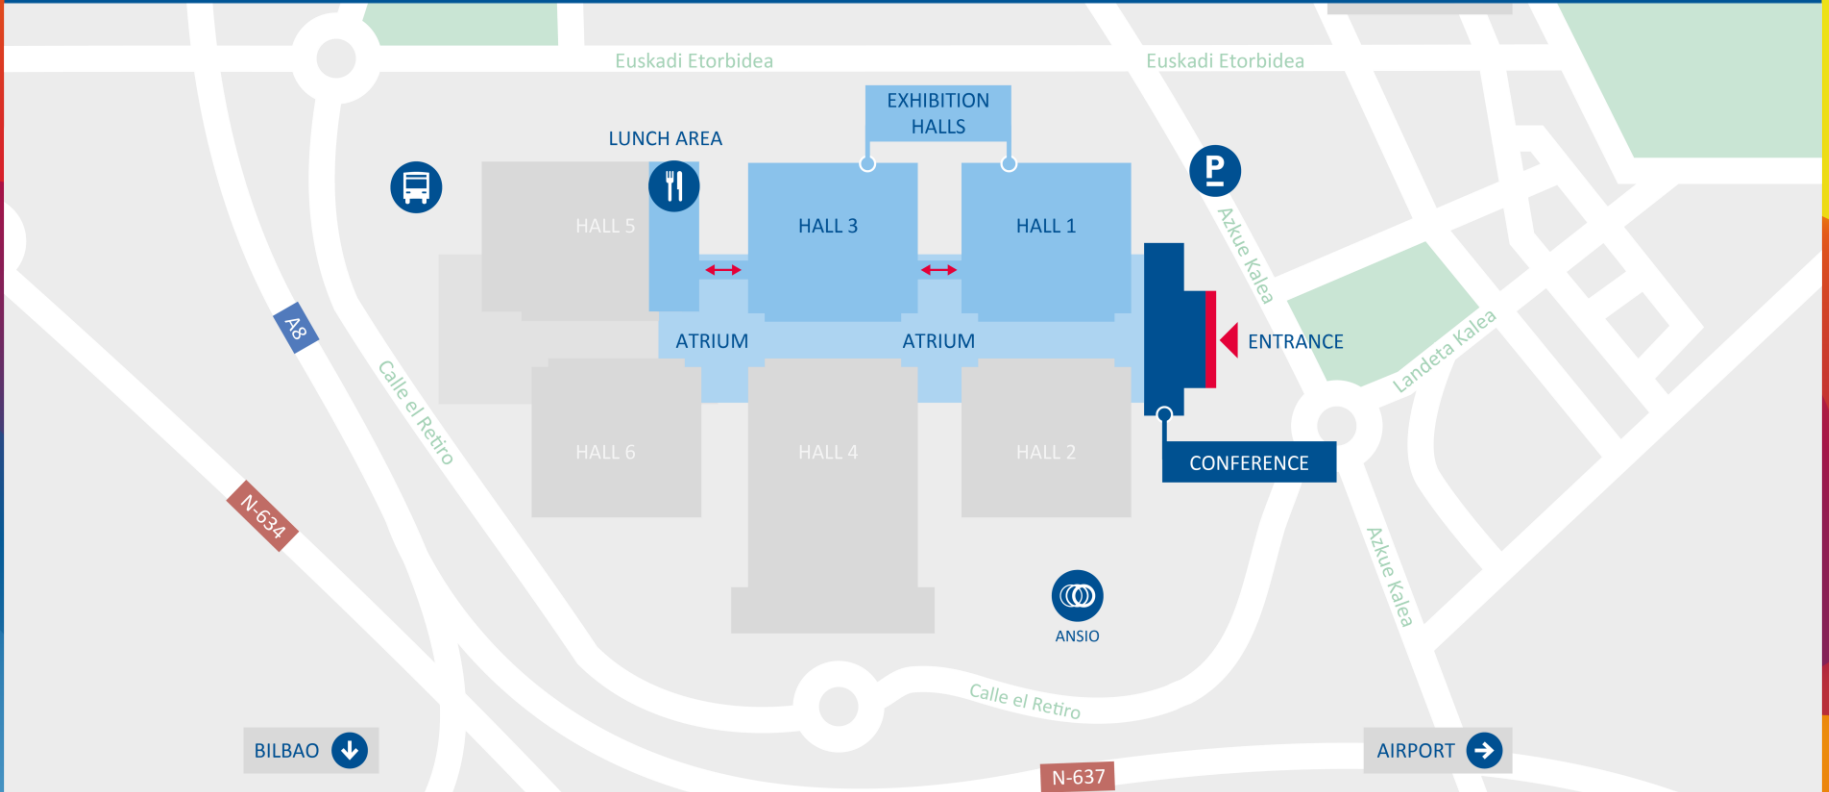 Euskadi Etorbidea
Euskadi Etorbidea
EXHIBITION
HALLS
LUNCH AREA
P
HALL 5
HALL 3
HALL 1
Azkue Kalea
A8
ATRIUM
ATRIUM
ENTRANCE
Landeta Kalea
Calle el Retiro
HALL 6
HALL 4
HALL 2
CONFERENCE
N-634
Azkue Kalea
ANSIO
Calle el Retiro
BILBAO
AIRPORT
N-637